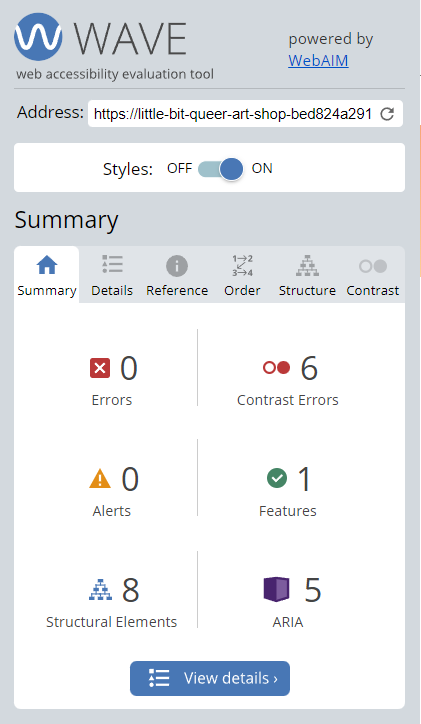 WAVE
web accessibility evaluation tool
powered by
WebAIM
Address: https://little-bit-queer-art-shop-bed824a291
Styles: OFF ON
Summary
Summary Details Reference Order Structure Contrast
0 6
Errors Contrast Errors
0 1
Alerts Features
8 5
Structural Elements ARIA
View details ›